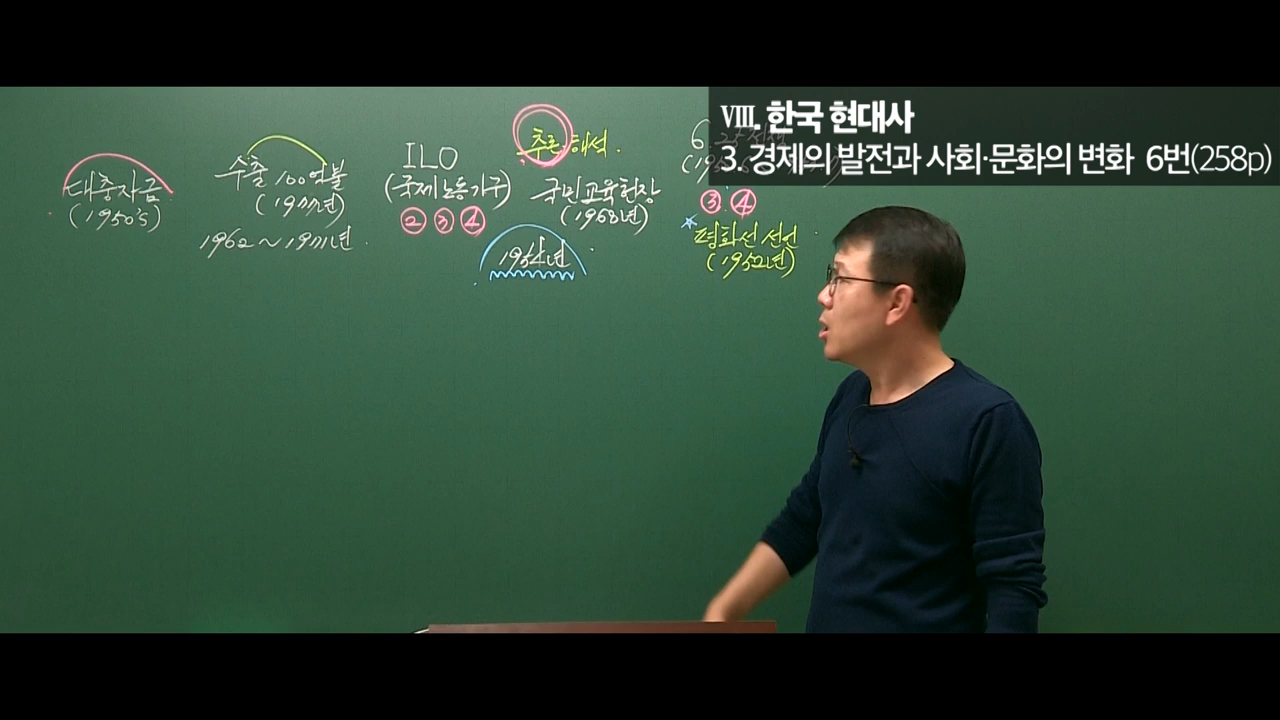 Ⅷ. 한국 현대사
3. 경제의 발전과 사회·문화의 변화 6번(258p)
대충자금
(1950's)
수출 100억불
(1977년)
1962~1971년
ILO
(국제노동기구)
② ③ ④
추론·해석.
국민교육헌장
(1968년)
1954년
6
③ ④
평화선 선언
(1952년)